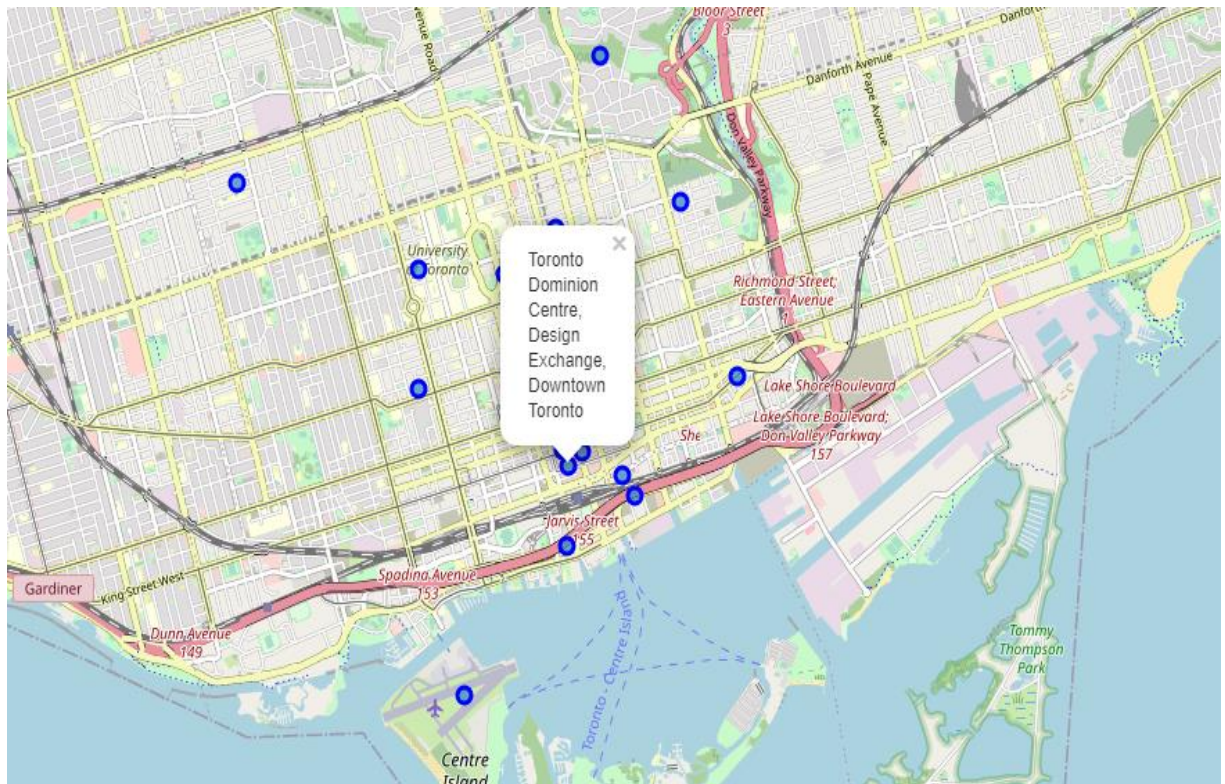 Bloor Street
3
Avenue Road
Danforth
Danforth Avenue
Pape Avenue
Don Valley Parkway
×
Toronto
Dominion
Centre,
Design
Exchange,
Downtown
Toronto
University
Toronto
Richmond Street;
Eastern Avenue
Lake Shore Boulevard
Lake Shore Boulevard;
Don Valley Parkway
157
She
Jarvis Street
155
Spadina Avenue
153
King Street West
Gardiner
Dunn Avenue
149
Toronto - Centre Island
Tommy
Thompson
Park
Centre
Island